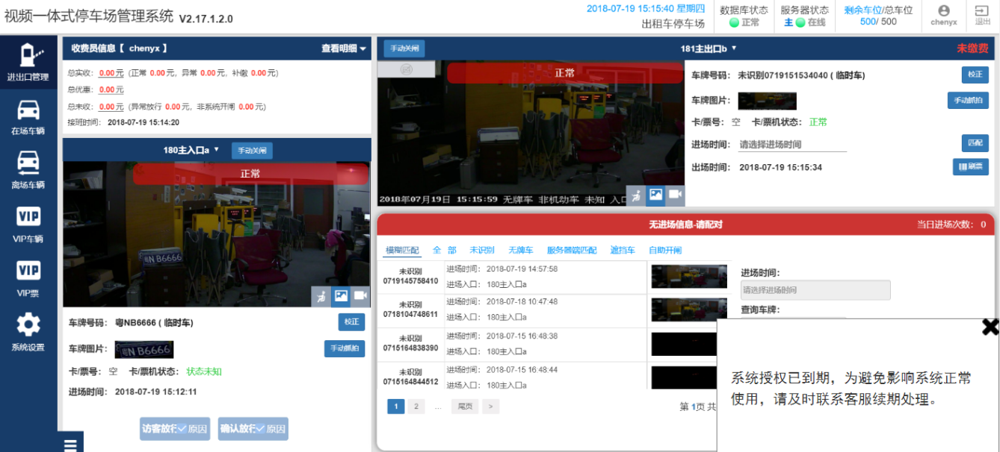 视频一体式停车场管理系统 V2.17.1.2.0
2018-07-19 15:15:40 星期四
出租车停车场
数据库状态
正常
服务器状态
主 在线
剩余车位/总车位
500/ 500
chenyx
退出
进出口管理
在场车辆
离场车辆
VIP
VIP车辆
VIP
VIP票
系统设置
收费员信息【 chenyx 】
查看明细
总实收: 0.00元 (正常 0.00元, 异常 0.00元, 补缴 0.00元)
总优惠: 0.00元
总未收: 0.00元 (异常放行 0.00元, 非系统开闸 0.00元)
接班时间: 2018-07-19 15:14:20
180主入口a
手动关闸
正常
粤N B6666
车牌号码: 粤NB6666 ( 临时车)
校正
车牌图片:
粤N B6666
手动抓拍
卡/票号: 空 卡/票机状态: 状态未知
进场时间: 2018-07-19 15:12:11
访客放行 原因
确认放行 原因
手动关闸
181主出口b
未缴费
正常
2018年07月19日 15:15:59 无牌车 非机动车 未知 入口
车牌号码: 未识别0719151534040 ( 临时车)
校正
车牌图片:
手动抓拍
卡/票号: 空 卡/票机状态: 正常
进场时间: 请选择进场时间
匹配
出场时间: 2018-07-19 15:15:34
刷票
无进场信息-请配对
当日进场次数: 0
模糊匹配 全 部 未识别 无牌车 服务器端匹配 遮挡车 自助开闸
未识别
0719145758410
进场时间: 2018-07-19 14:57:58
进场入口: 180主入口a
未识别
0718104748611
进场时间: 2018-07-18 10:47:48
进场入口: 180主入口a
未识别
0715164838390
进场时间: 2018-07-15 16:48:38
进场入口: 180主入口a
未识别
0715164844512
进场时间: 2018-07-15 16:48:44
进场入口: 180主入口a
1 2 ... 尾页 >
第 1页 共
进场时间:
请选择进场时间
查询车牌:
系统授权已到期，为避免影响系统正常
使用，请及时联系客服续期处理。